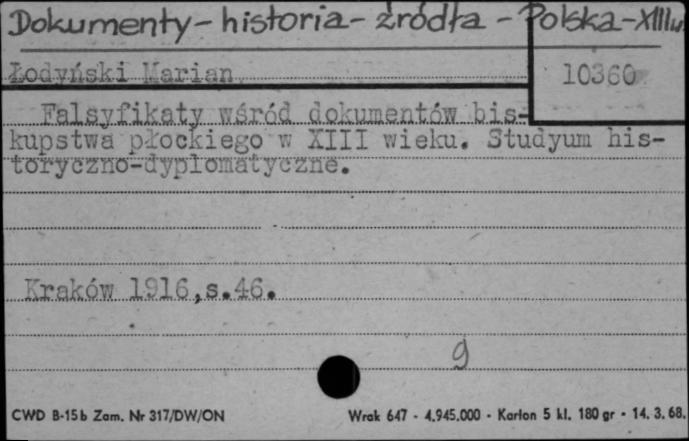 Dokumenty - historia - źródła - Polska - XIII w.
Łodyński Marian
10360
Falsyfikaty wśród dokumentów bis-
kupstwa płockiego w XIII wieku. Studyum his-
toryczno-dyplomatyczne.
Kraków 1916,s.46.
9
CWD B-15b Zam. Nr 317/DW/ON
Wrak 647 - 4.945.000 - Karton 5 kl. 180 gr - 14. 3. 68.